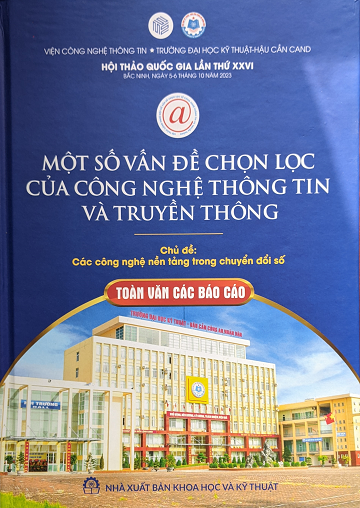 VIỆN CÔNG NGHỆ THÔNG TIN ★ TRƯỜNG ĐẠI HỌC KỸ THUẬT-HẬU CẦN CAND
HỘI THẢO QUỐC GIA LẦN THỨ XXVI
BẮC NINH, NGÀY 5-6 THÁNG 10 NĂM 2023
@
MỘT SỐ VẤN ĐỀ CHỌN LỌC
CỦA CÔNG NGHỆ THÔNG TIN
VÀ TRUYỀN THÔNG
Chủ đề:
Các công nghệ nền tảng trong chuyển đổi số
TOÀN VĂN CÁC BÁO CÁO
NHÀ XUẤT BẢN KHOA HỌC VÀ KỸ THUẬT